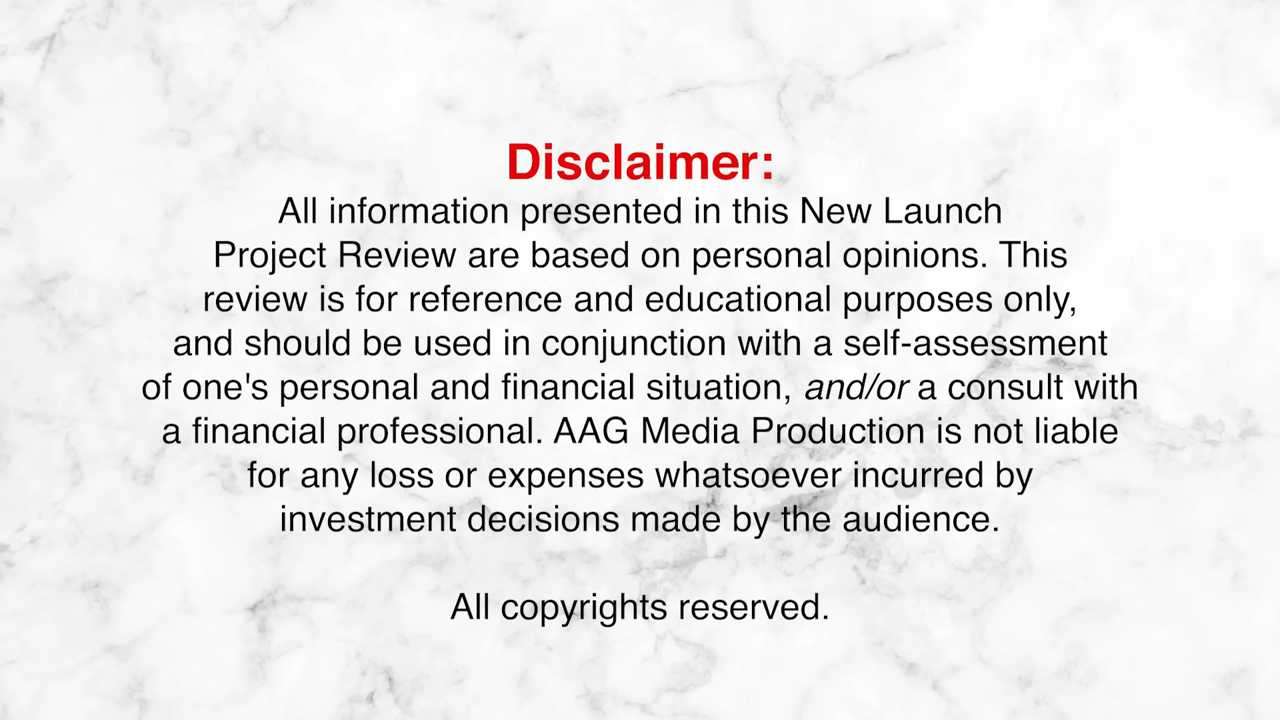 Disclaimer:
All information presented in this New Launch
Project Review are based on personal opinions. This
review is for reference and educational purposes only,
and should be used in conjunction with a self-assessment
of one's personal and financial situation, and/or a consult with
a financial professional. AAG Media Production is not liable
for any loss or expenses whatsoever incurred by
investment decisions made by the audience.
All copyrights reserved.